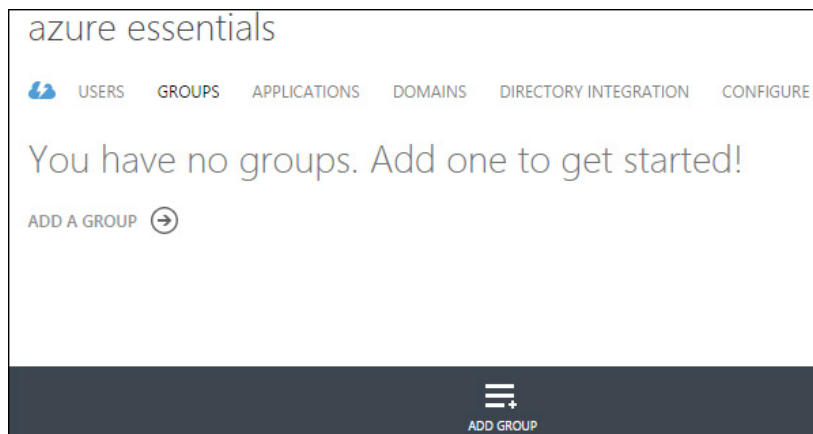 azure essentials
USERS GROUPS APPLICATIONS DOMAINS DIRECTORY INTEGRATION CONFIGURE
You have no groups. Add one to get started!
ADD A GROUP
ADD GROUP